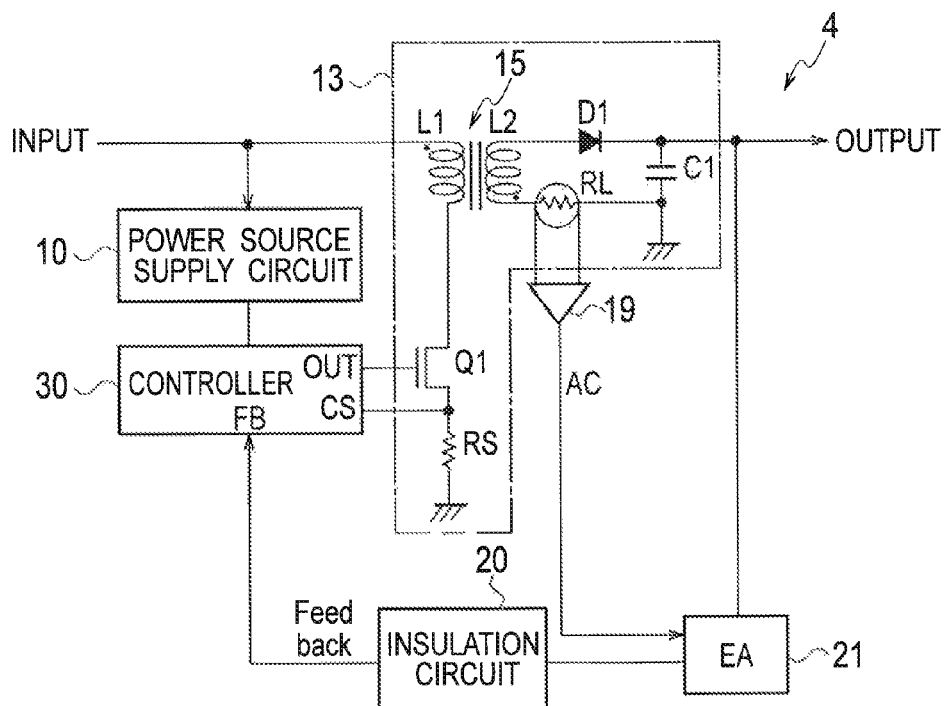 4
13
15
INPUT
L1
L2
D1
OUTPUT
C1
RL
10
POWER SOURCE
SUPPLY CIRCUIT
19
OUT
Q1
30
CONTROLLER
AC
CS
FB
RS
20
Feed
back
INSULATION
CIRCUIT
EA
21